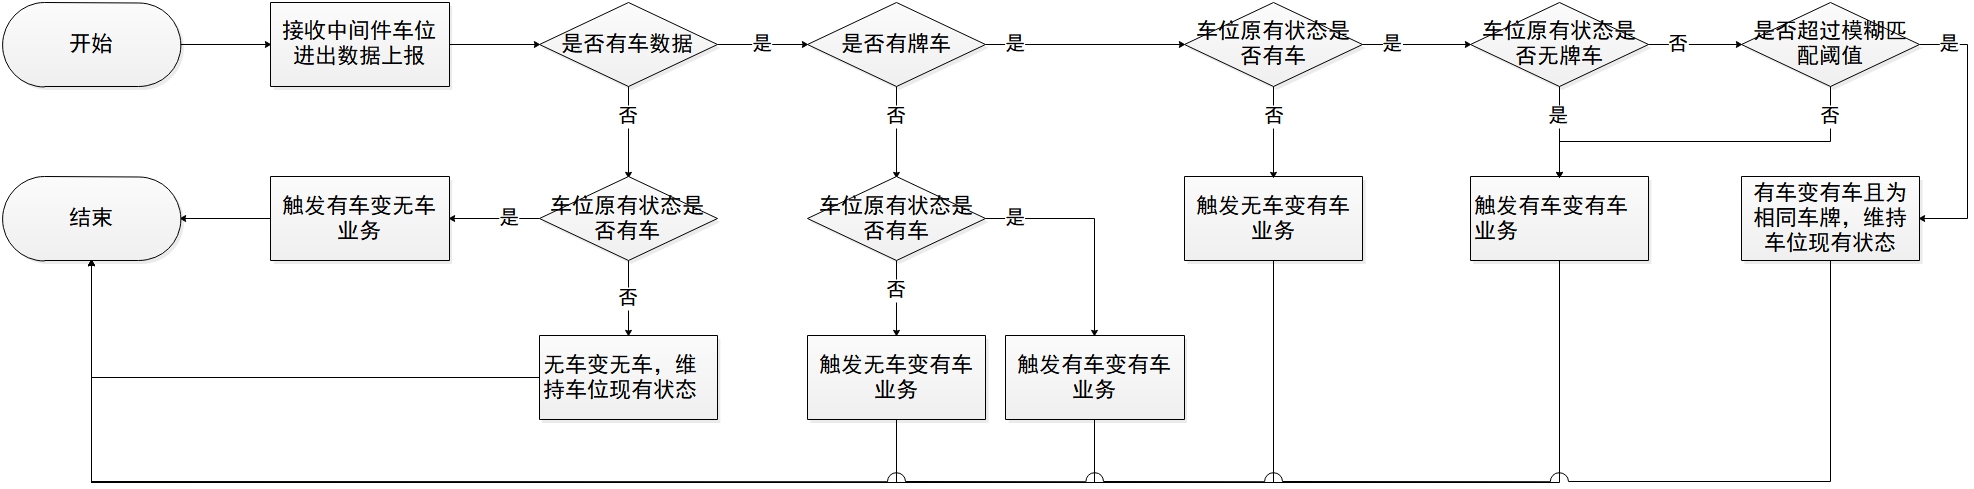 开始
接收中间件车位
进出数据上报
是否有车数据
是
是否有牌车
是
车位原有状态是
否有车
是
车位原有状态是
否无牌车
否
是否超过模糊匹
配阈值
是
否
否
否
是
否
结束
触发有车变无车
业务
是
车位原有状态是
否有车
车位原有状态是
否有车
是
触发无车变有车
业务
触发有车变有车
业务
有车变有车且为
相同车牌，维持
车位现有状态
否
否
无车变无车，维
持车位现有状态
触发无车变有车
业务
触发有车变有车
业务